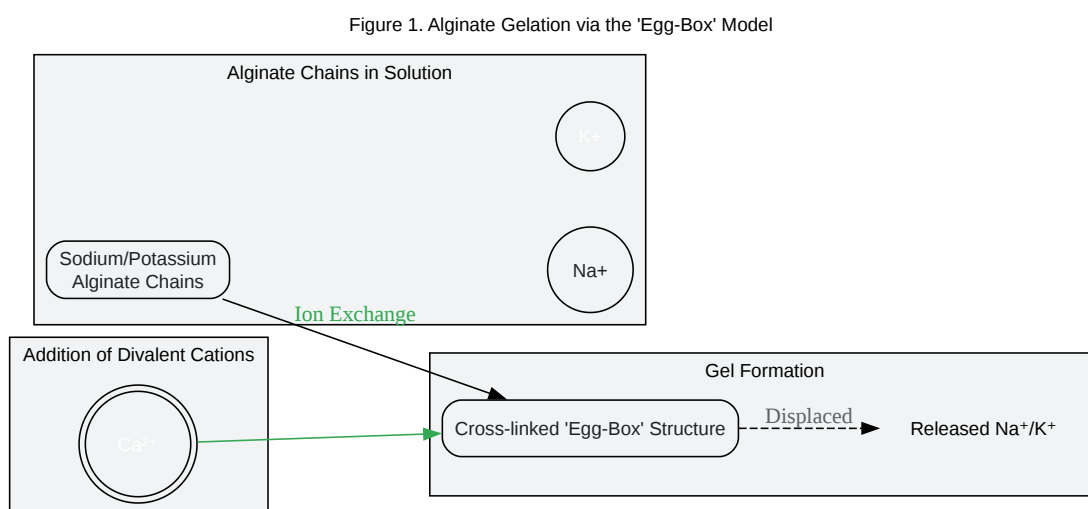 Figure 1. Alginate Gelation via the 'Egg-Box' Model
Alginate Chains in Solution
K+
Sodium/Potassium
Alginate Chains
Na+
Ion Exchange
Addition of Divalent Cations
Ca²⁺
Gel Formation
Cross-linked 'Egg-Box' Structure
Displaced
Released Na⁺/K⁺